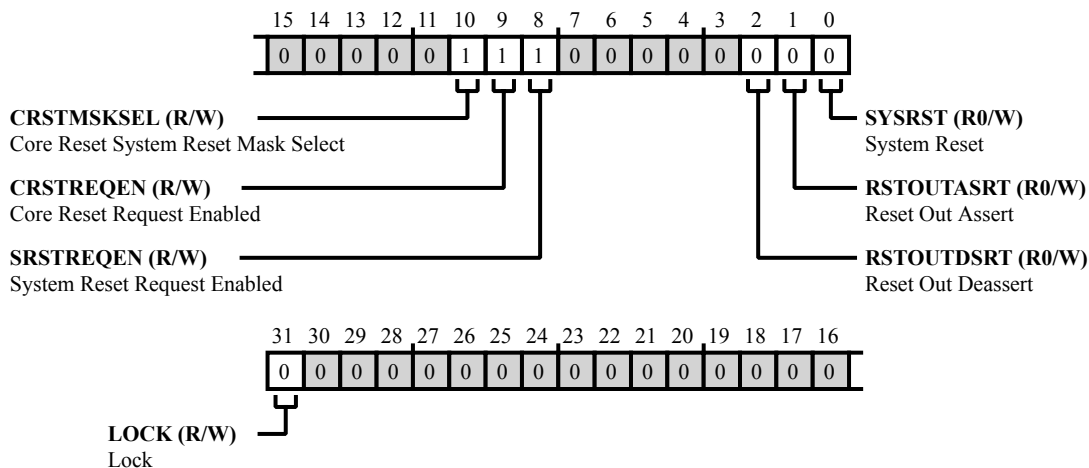 15 14 13 12 11 10 9 8 7 6 5 4 3 2 1 0
0 0 0 0 0 1 1 1 0 0 0 0 0 0 0 0
CRSTMSKSEL (R/W)
Core Reset System Reset Mask Select
CRSTREQEN (R/W)
Core Reset Request Enabled
SRSTREQEN (R/W)
System Reset Request Enabled
SYSRST (R0/W)
System Reset
RSTOUTASRT (R0/W)
Reset Out Assert
RSTOUTDSRT (R0/W)
Reset Out Deassert
31 30 29 28 27 26 25 24 23 22 21 20 19 18 17 16
0 0 0 0 0 0 0 0 0 0 0 0 0 0 0 0
LOCK (R/W)
Lock